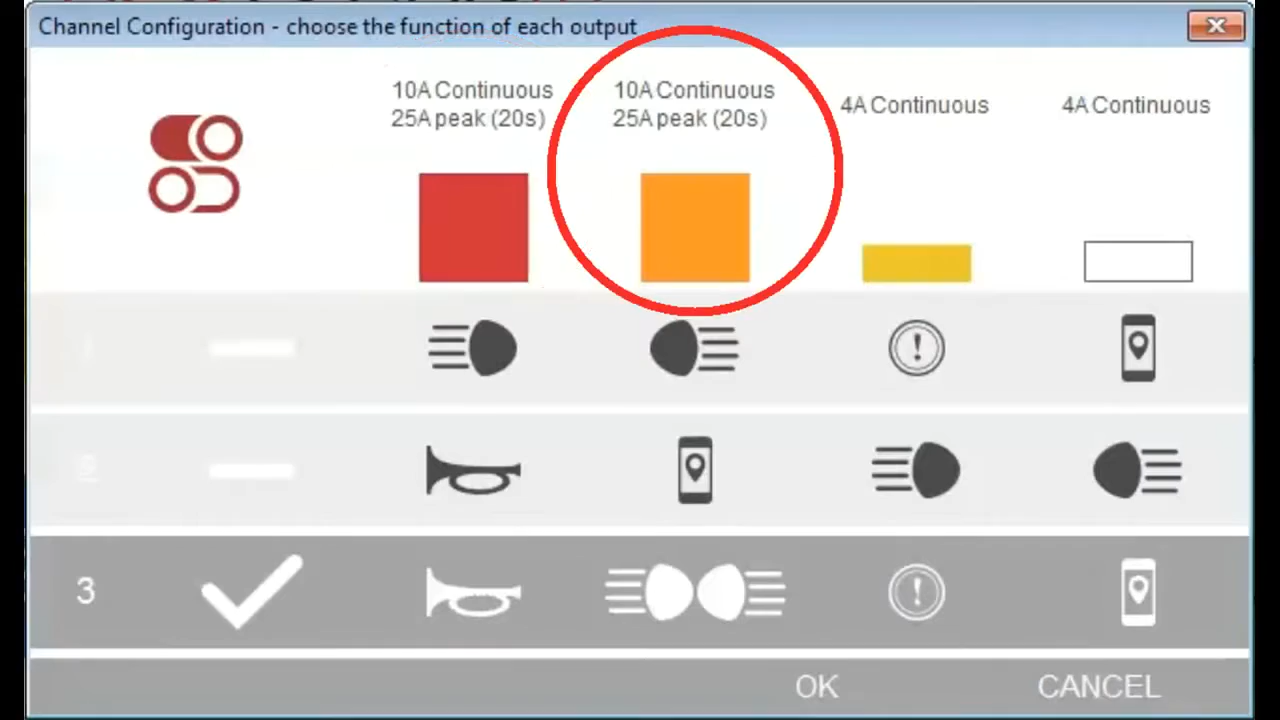 Channel Configuration - choose the function of each output
10A Continuous
25A peak (20s)
10A Continuous
25A peak (20s)
4A Continuous
4A Continuous
3
OK
CANCEL